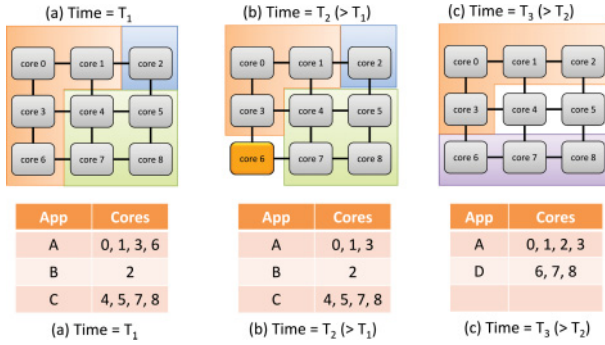 (a) Time = T1
(b) Time = T2 (> T1)
(c) Time = T3 (> T2)
core 0 core 1 core 2
core 3 core 4 core 5
core 6 core 7 core 8
core 0 core 1 core 2
core 3 core 4 core 5
core 6 core 7 core 8
core 0 core 1 core 2
core 3 core 4 core 5
core 6 core 7 core 8
App Cores
A 0, 1, 3, 6
B 2
C 4, 5, 7, 8
App Cores
A 0, 1, 3
B 2
C 4, 5, 7, 8
App Cores
A 0, 1, 2, 3
D 6, 7, 8
(a) Time = T1
(b) Time = T2 (> T1)
(c) Time = T3 (> T2)